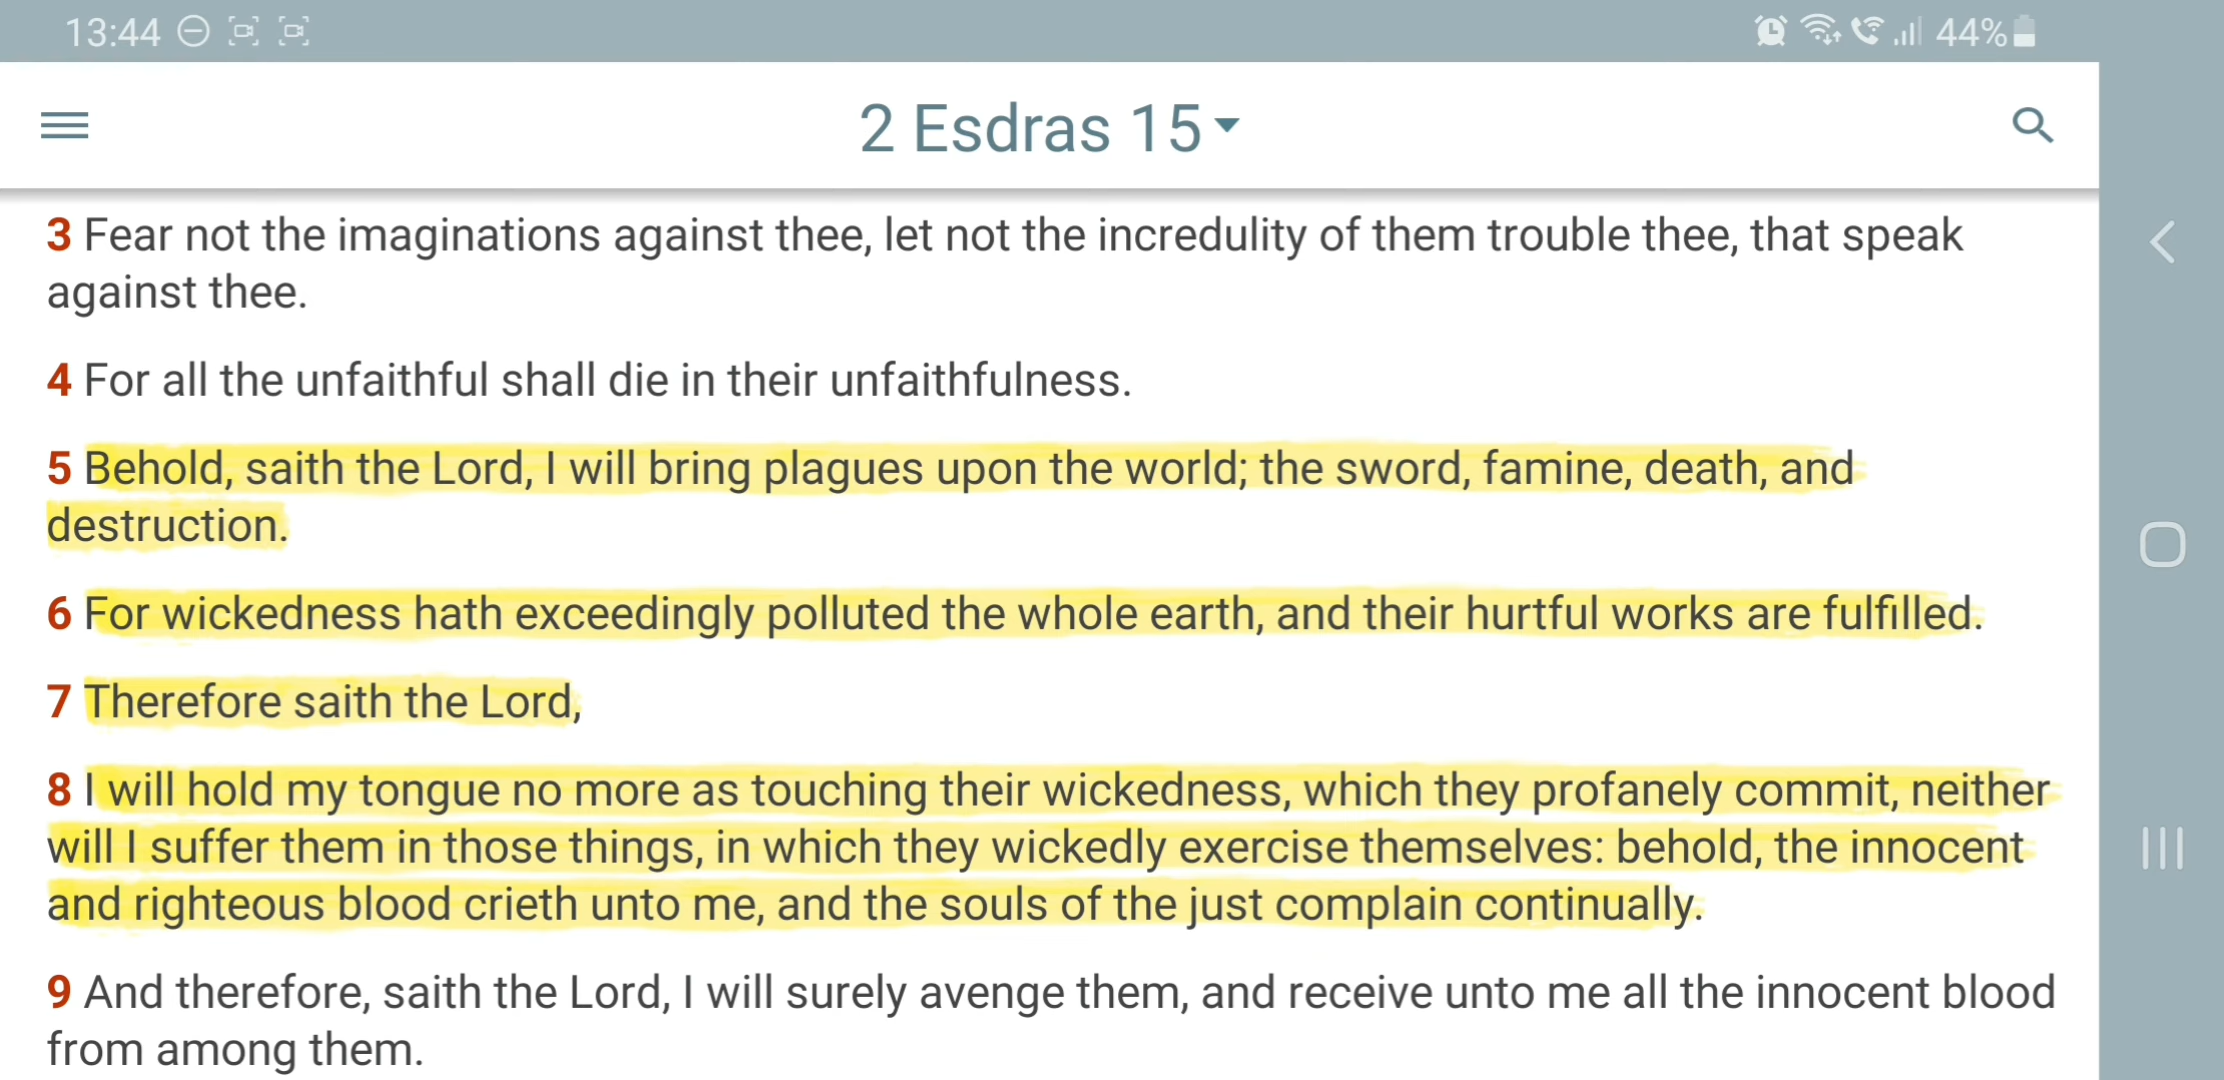 13:44
44%
2 Esdras 15
3 Fear not the imaginations against thee, let not the incredulity of them trouble thee, that speak
against thee.
4 For all the unfaithful shall die in their unfaithfulness.
5 Behold, saith the Lord, I will bring plagues upon the world; the sword, famine, death, and
destruction.
6 For wickedness hath exceedingly polluted the whole earth, and their hurtful works are fulfilled.
7 Therefore saith the Lord,
8 I will hold my tongue no more as touching their wickedness, which they profanely commit, neither
will I suffer them in those things, in which they wickedly exercise themselves: behold, the innocent
and righteous blood crieth unto me, and the souls of the just complain continually.
9 And therefore, saith the Lord, I will surely avenge them, and receive unto me all the innocent blood
from among them.